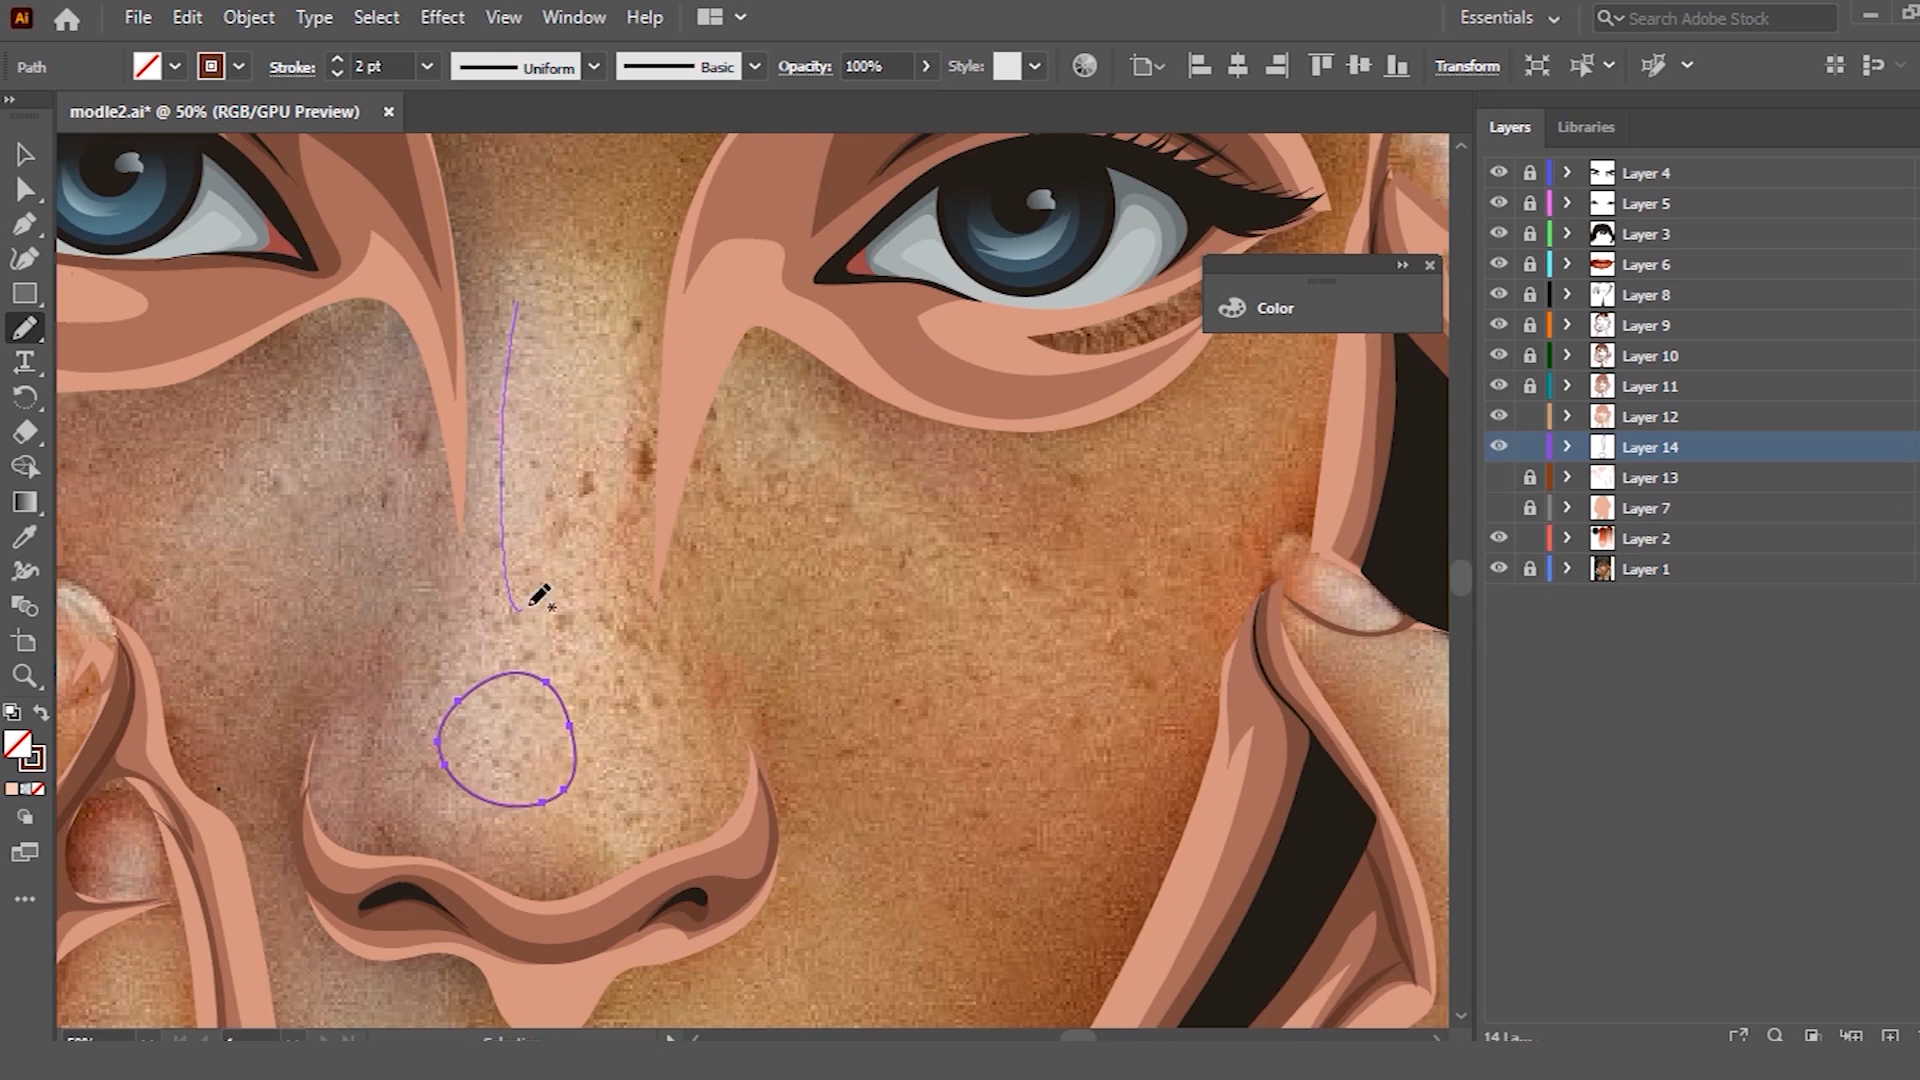 Ai File Edit Object Type Select Effect View Window Help Essentials Search Adobe Stock
Path Stroke: 2 pt Uniform Basic Opacity: 100% Style: Transform
modle2.ai* @ 50% (RGB/GPU Preview)
Layers Libraries
Layer 4
Layer 5
Layer 3
Layer 6
Layer 8
Layer 9
Layer 10
Layer 11
Layer 12
Layer 14
Layer 13
Layer 7
Layer 2
Layer 1
Color
14 La...